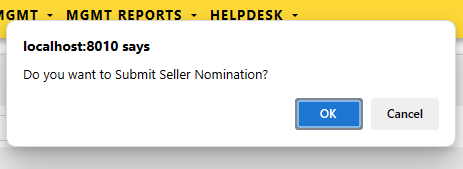 MGMT MGMT REPORTS HELPDESK
localhost:8010 says
Do you want to Submit Seller Nomination?
OK Cancel